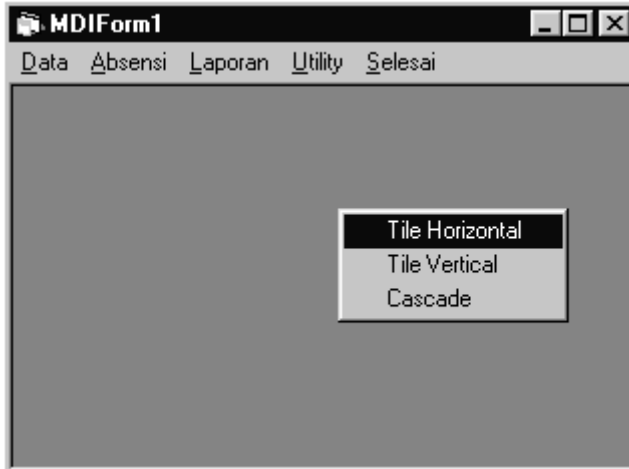 MDIForm1
Data Absensi Laporan Utility Selesai
Tile Horizontal
Tile Vertical
Cascade